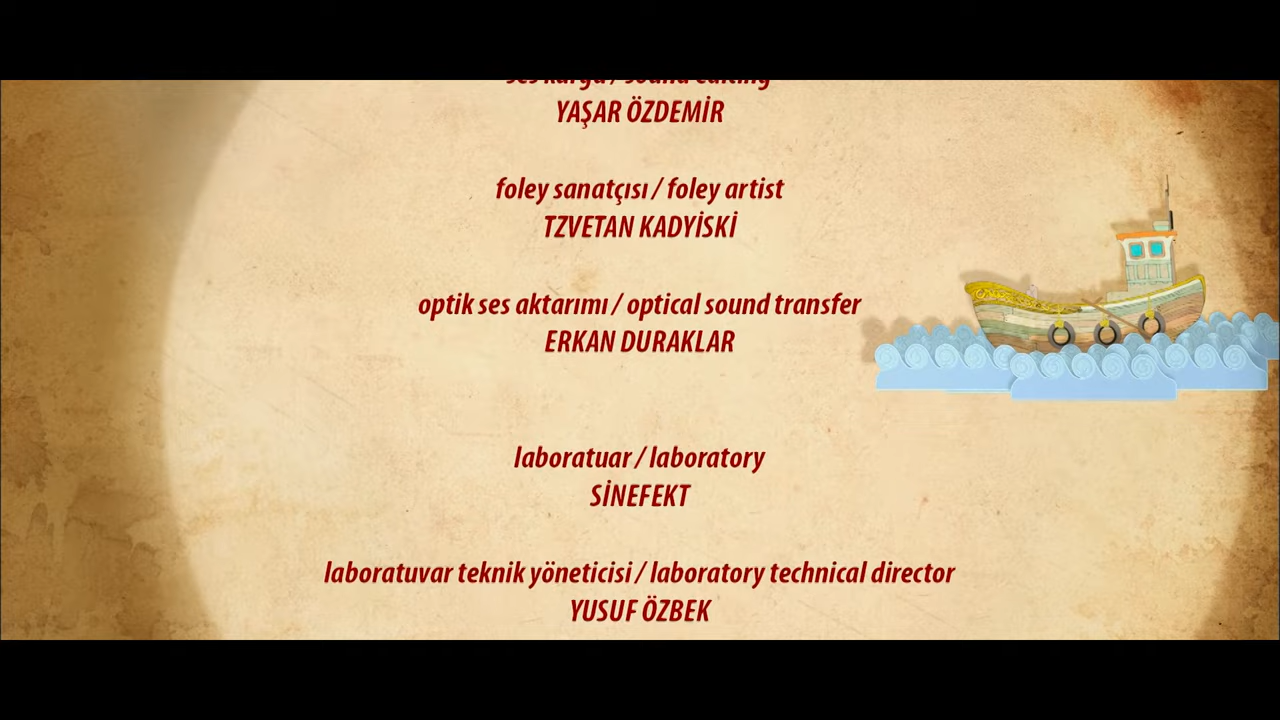 YAŞAR ÖZDEMİR
foley sanatçısı / foley artist
TZVETAN KADYİSKİ
optik ses aktarımı / optical sound transfer
ERKAN DURAKLAR
laboratuar / laboratory
SİNEFEKT
laboratuvar teknik yöneticisi / laboratory technical director
YUSUF ÖZBEK